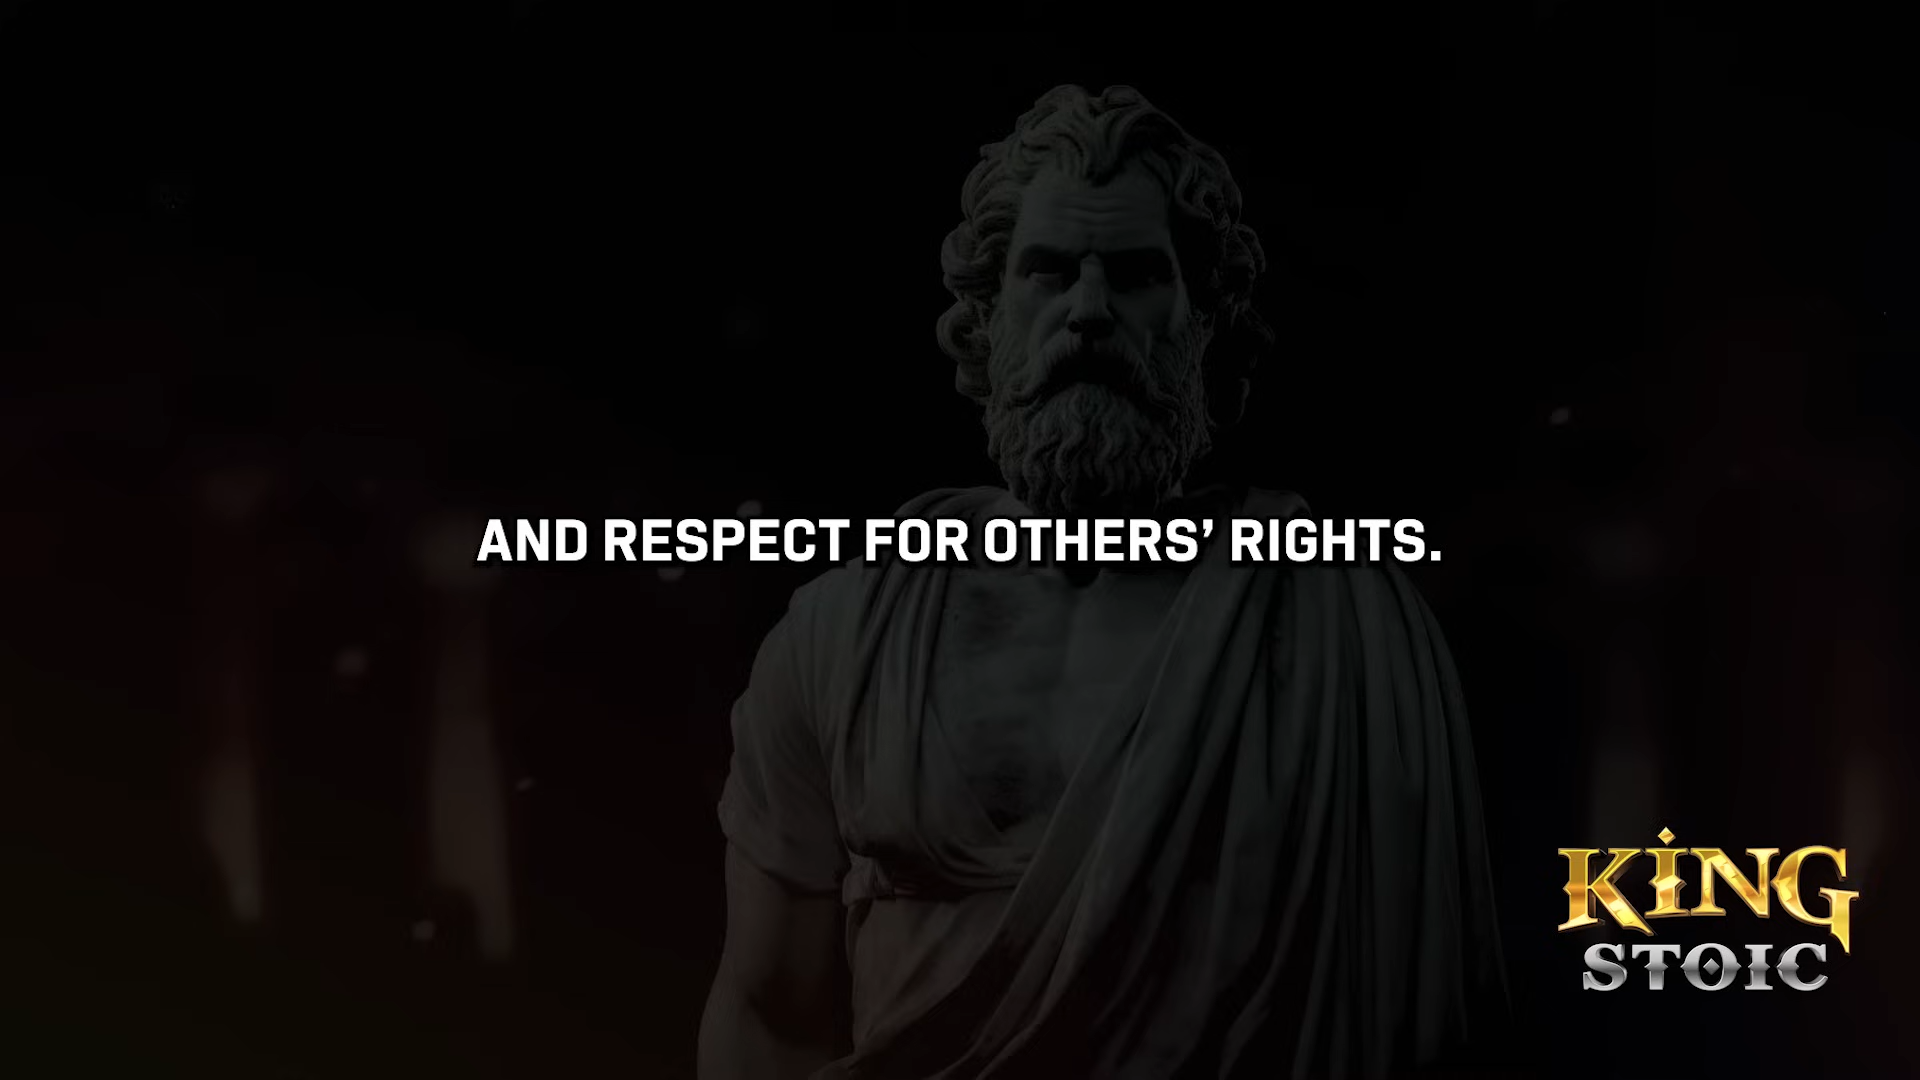 AND RESPECT FOR OTHERS’ RIGHTS.
KING
STOIC